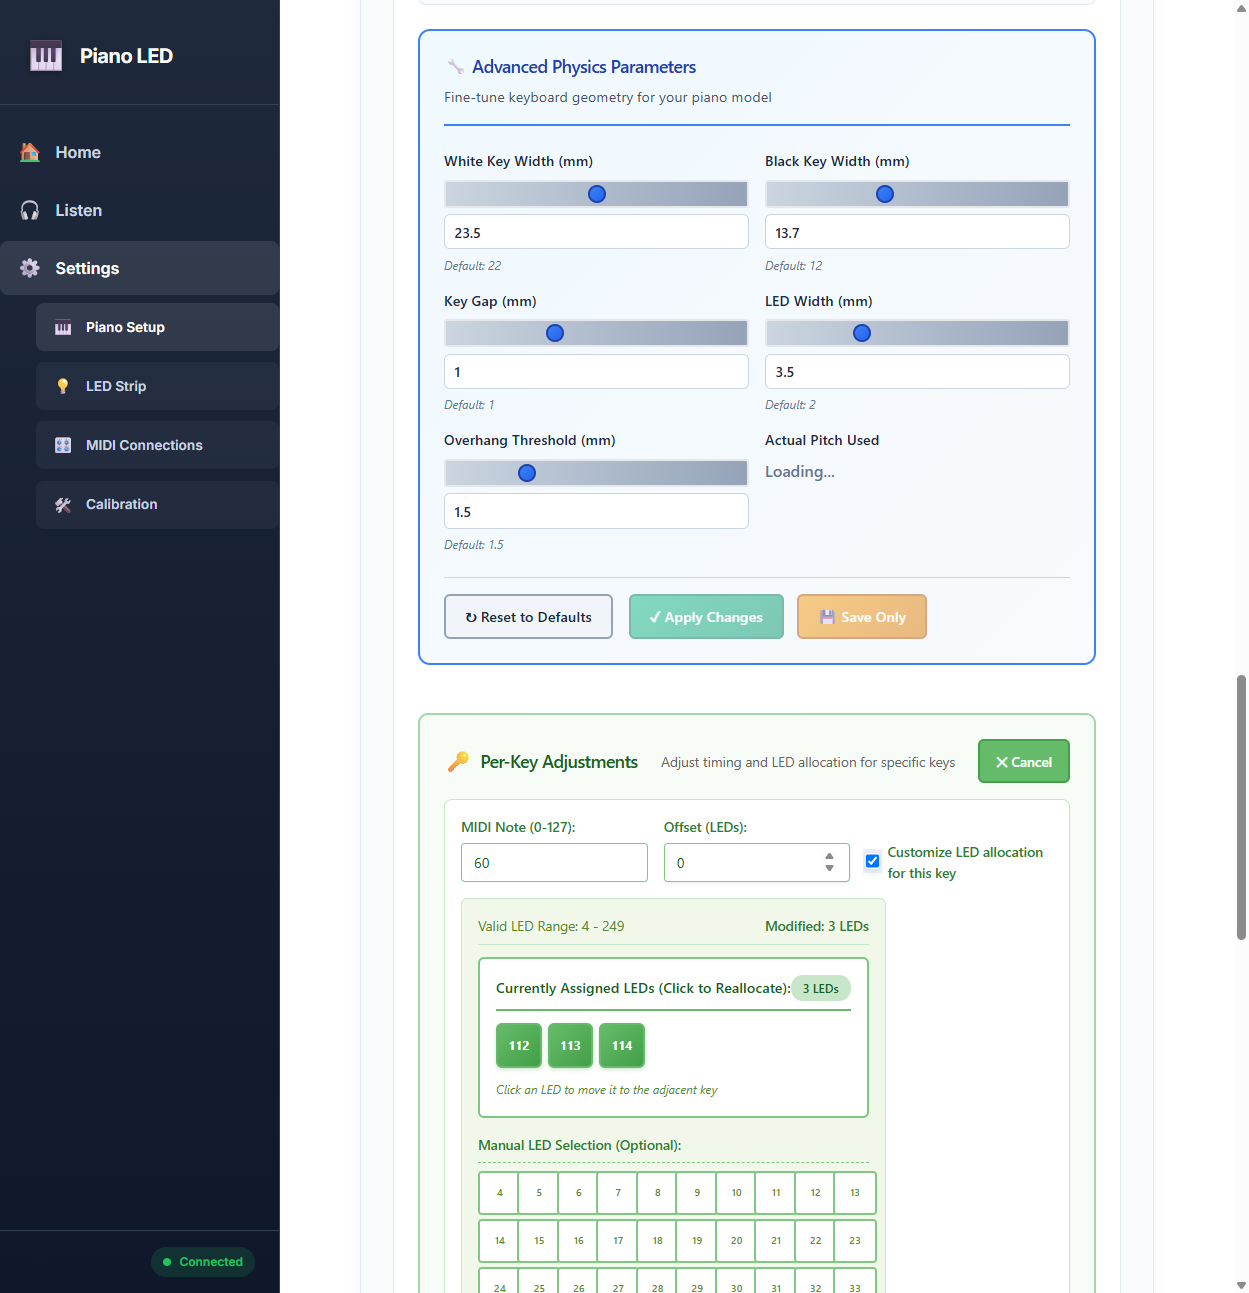 Piano LED
Home
Listen
Settings
Piano Setup
LED Strip
MIDI Connections
Calibration
Connected
Advanced Physics Parameters
Fine-tune keyboard geometry for your piano model
White Key Width (mm)
23.5
Default: 22
Black Key Width (mm)
13.7
Default: 12
Key Gap (mm)
1
Default: 1
LED Width (mm)
3.5
Default: 2
Overhang Threshold (mm)
1.5
Default: 1.5
Actual Pitch Used
Loading...
↻ Reset to Defaults
✓ Apply Changes
Save Only
Per-Key Adjustments
Adjust timing and LED allocation for specific keys
✕ Cancel
MIDI Note (0-127):
60
Offset (LEDs):
0
Customize LED allocation
for this key
Valid LED Range: 4 - 249
Modified: 3 LEDs
Currently Assigned LEDs (Click to Reallocate):
3 LEDs
112 113 114
Click an LED to move it to the adjacent key
Manual LED Selection (Optional):
4 5 6 7 8 9 10 11 12 13
14 15 16 17 18 19 20 21 22 23
24 25 26 27 28 29 30 31 32 33